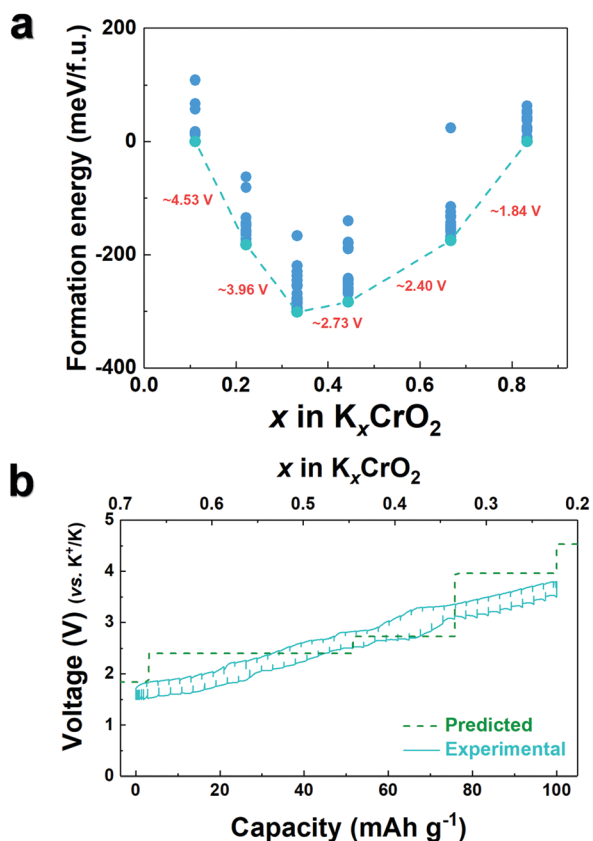 a
Formation energy (meV/f.u.)
200
0
-200
-400
~4.53 V
~3.96 V
~2.73 V
~2.40 V
~1.84 V
0.0 0.2 0.4 0.6 0.8
x in KₓCrO₂
b
x in KₓCrO₂
0.7 0.6 0.5 0.4 0.3 0.2
Voltage (V) (vs. K⁺/K)
5
4
3
2
1
0
Predicted
Experimental
0 20 40 60 80 100
Capacity (mAh g⁻¹)